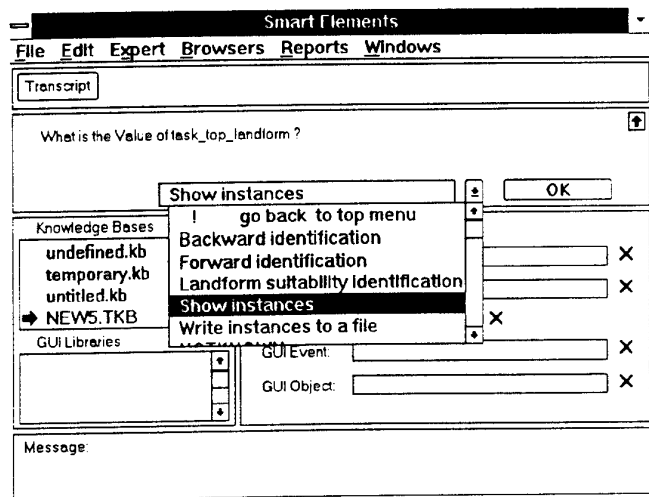 Smart Elements
File Edit Expert Browsers Reports Windows
Transcript
What is the Value of task_top_landform ?
Show instances
OK
! go back to top menu
Backward identification
Forward identification
Landform suitability identification
Show instances
Write instances to a file
NOTKNOWN
Knowledge Bases
undefined.kb
temporary.kb
untitled.kb
NEW5.TKB
GUI Libraries
GUI Event:
GUI Object:
Message: